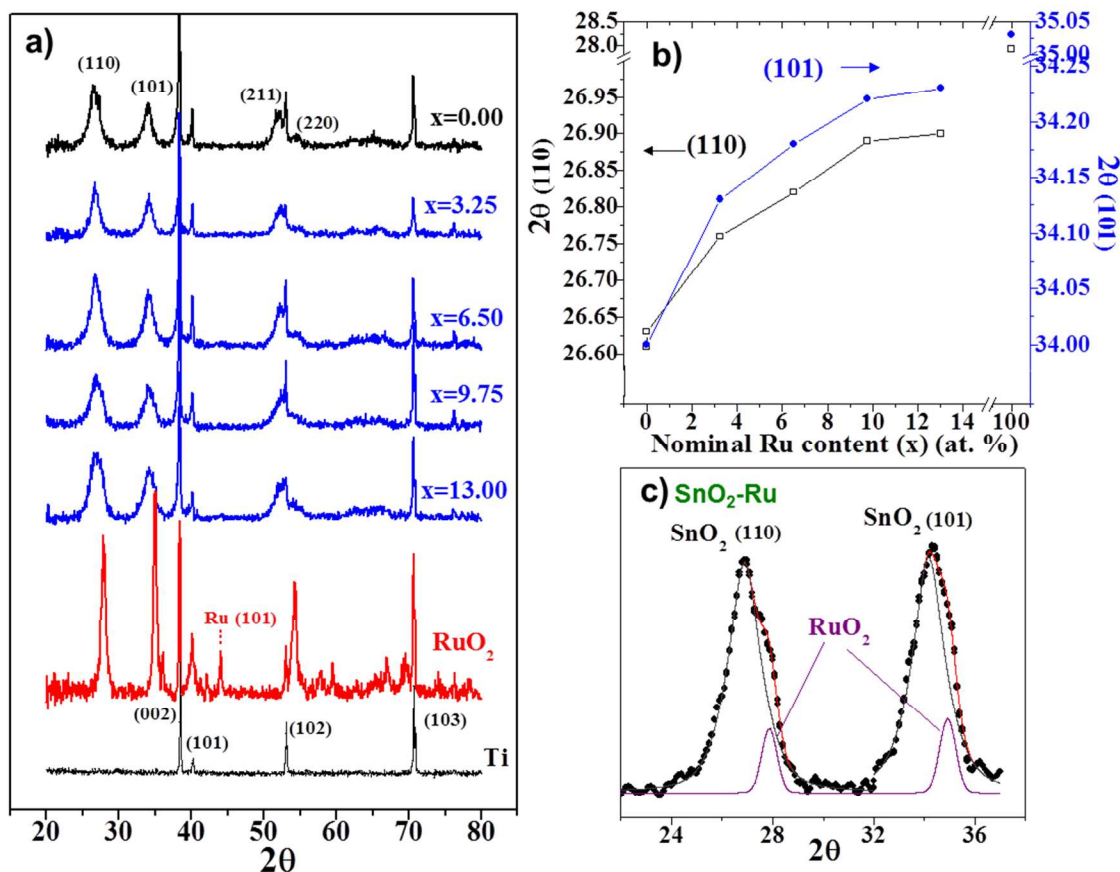 a)
(110)
(101)
(211)
(220)
x=0.00
x=3.25
x=6.50
x=9.75
x=13.00
Ru (101)
RuO2
(002)
(101)
(102)
(103)
Ti
20 30 40 50 60 70 80
2θ
b)
28.5
28.0
26.95
26.90
26.85
26.80
26.75
26.70
26.65
26.60
2θ (110)
(101)
(110)
35.05
35.00
34.25
34.20
34.15
34.10
34.05
34.00
2θ (101)
0 2 4 6 8 10 12 14 100
Nominal Ru content (x) (at. %)
c) SnO2-Ru
SnO2 (110)
SnO2 (101)
RuO2
24 28 32 36
2θ